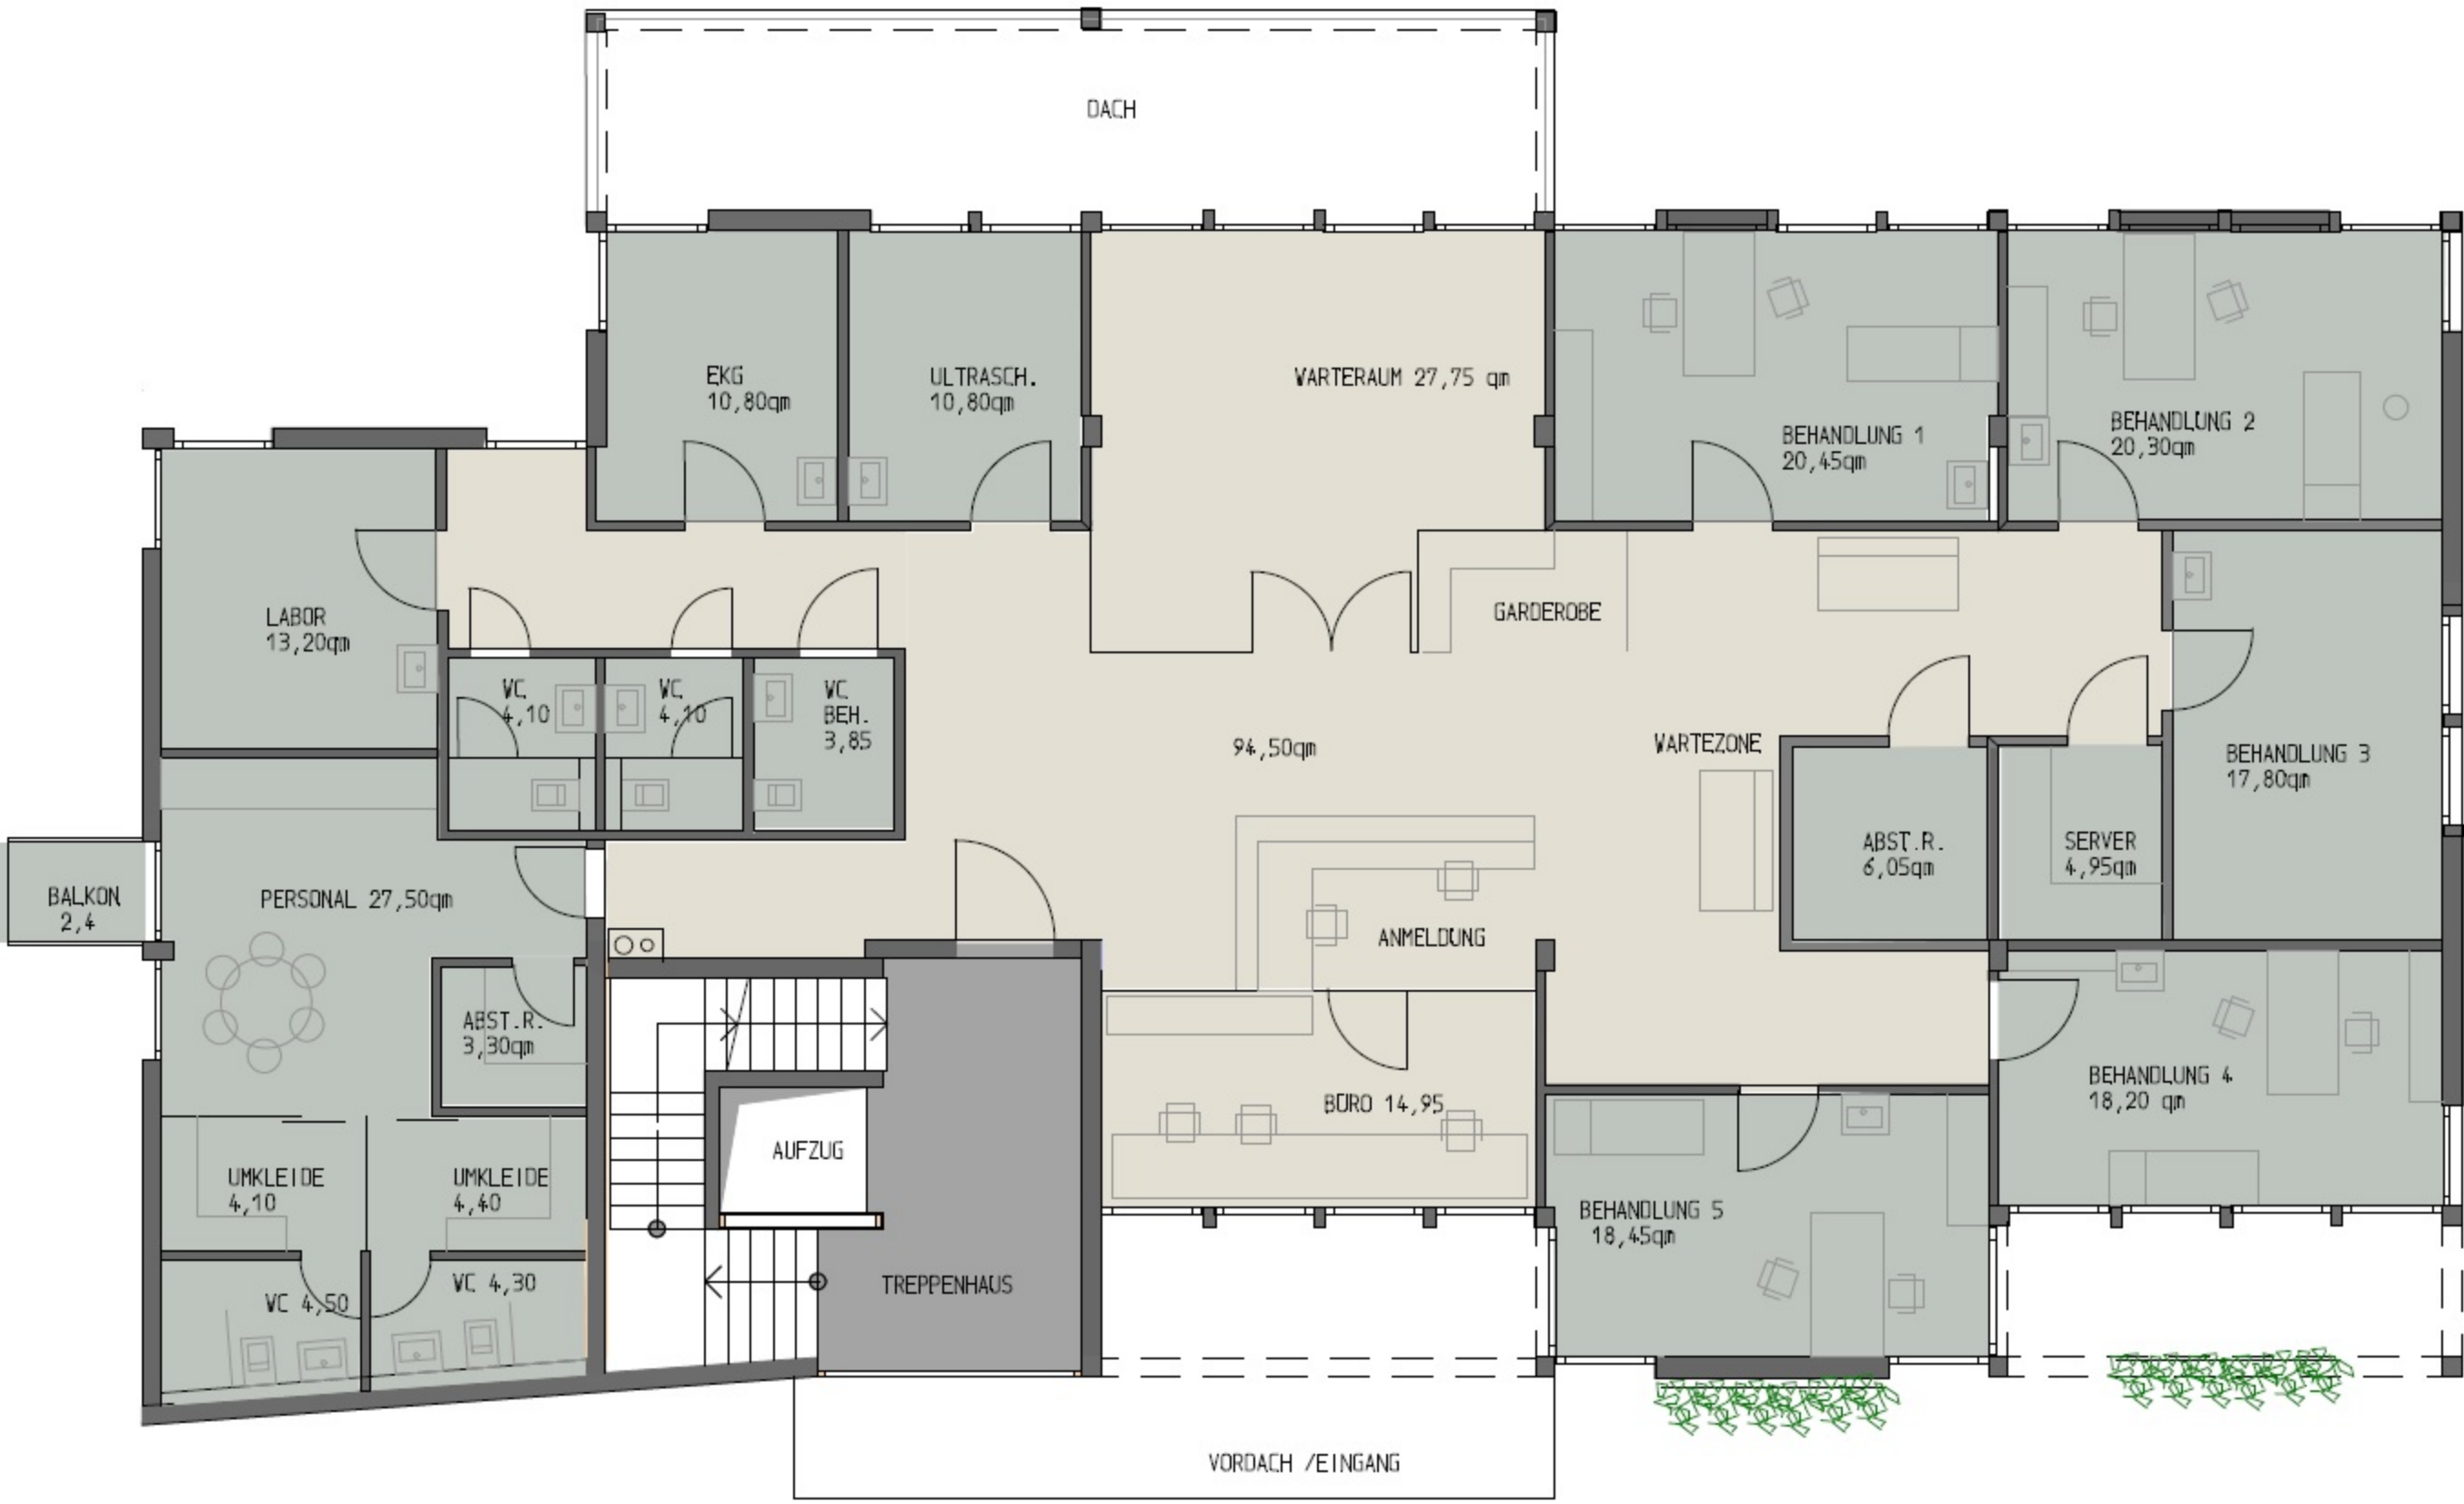 DACH
EKG
10,80qm
ULTRASCH.
10,80qm
WARTERAUM 27,75 qm
BEHANDLUNG 1
20,45qm
BEHANDLUNG 2
20,30qm
LABOR
13,20qm
GARDEROBE
WC
4,10
WC
4,10
WC
BEH.
3,85
94,50qm
WARTEZONE
BEHANDLUNG 3
17,80qm
ABST.R.
6,05qm
SERVER
4,95qm
BALKON
2,4
PERSONAL 27,50qm
ANMELDUNG
ABST.R.
3,30qm
BÜRO 14,95
BEHANDLUNG 4
18,20 qm
AUFZUG
UMKLEIDE
4,10
UMKLEIDE
4,40
BEHANDLUNG 5
18,45qm
WC 4,50
WC 4,30
TREPPENHAUS
VORDACH /EINGANG